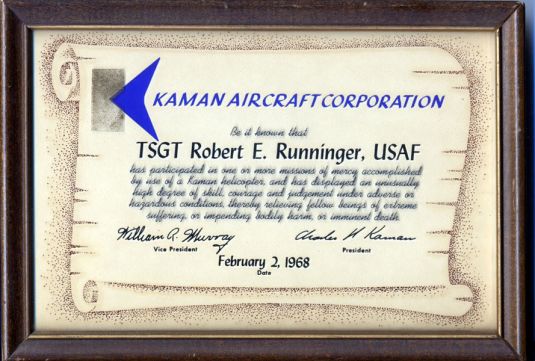 KAMAN AIRCRAFT CORPORATION
Be it known that
TSGT Robert E. Runninger, USAF
has participated in one or more missions of mercy accomplished
by use of a Kaman helicopter, and has displayed an unusually
high degree of skill, courage and judgement under adverse or
hazardous conditions, thereby relieving fellow beings of extreme
suffering, or impending bodily harm, or imminent death.
William R. Murray
Charles H Kaman
Vice President
President
February 2, 1968
Date